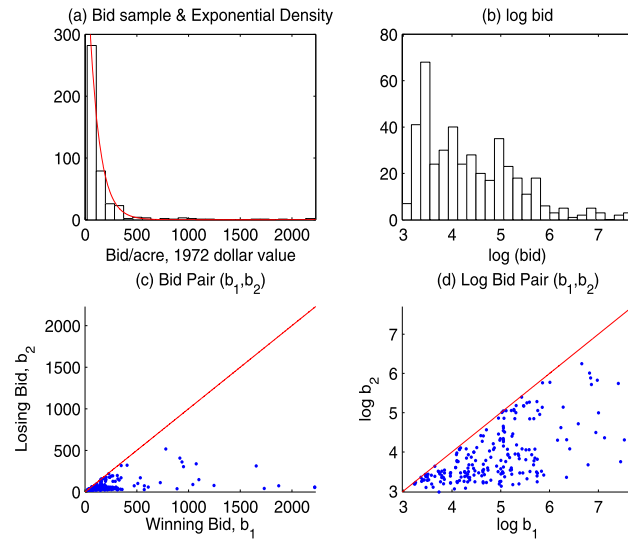 (a) Bid sample & Exponential Density
300
200
100
0
0 500 1000 1500 2000
Bid/acre, 1972 dollar value
(b) log bid
80
60
40
20
0
3 4 5 6 7
log (bid)
(c) Bid Pair (b1,b2)
2000
1500
1000
500
0
0 500 1000 1500 2000
Losing Bid, b2
Winning Bid, b1
(d) Log Bid Pair (b1,b2)
7
6
5
4
3
3 4 5 6 7
log b2
log b1